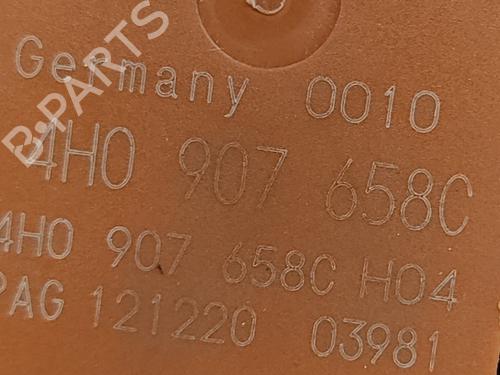 B-PARTS
Germany 0010
4H0 907 658C
4H0 907 658C H04
PAG 121220 03981